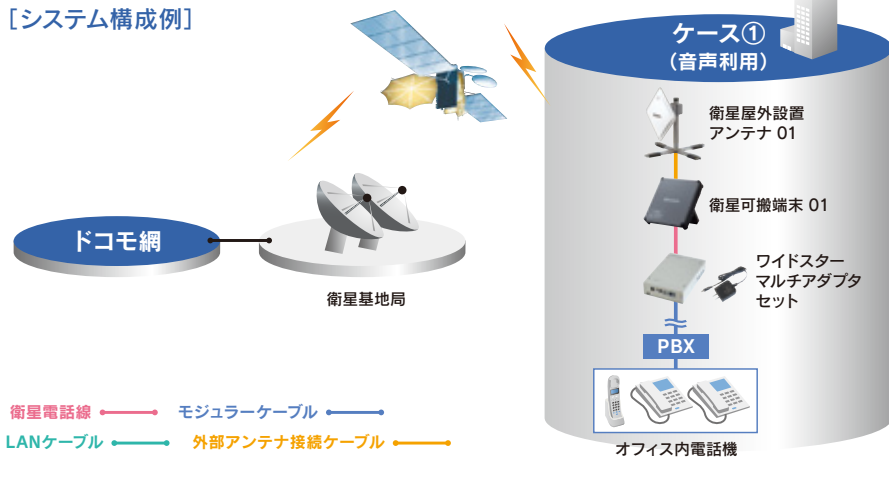 ［システム構成例］
ケース①
（音声利用）
衛星屋外設置
アンテナ 01
衛星可搬端末 01
ワイドスター
マルチアダプタ
セット
PBX
オフィス内電話機
ドコモ網
衛星基地局
衛星電話線
モジュラーケーブル
LANケーブル
外部アンテナ接続ケーブル